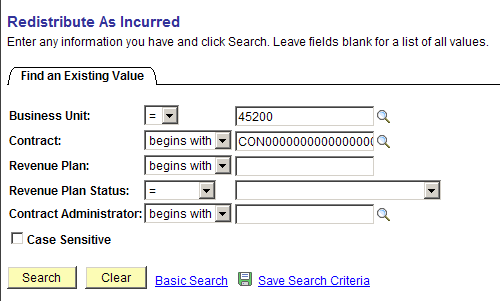 Redistribute As Incurred
Enter any information you have and click Search. Leave fields blank for a list of all values.
Find an Existing Value
Business Unit: = 45200
Contract: begins with CON0000000000000000
Revenue Plan: begins with
Revenue Plan Status: =
Contract Administrator: begins with
Case Sensitive
Search Clear Basic Search Save Search Criteria